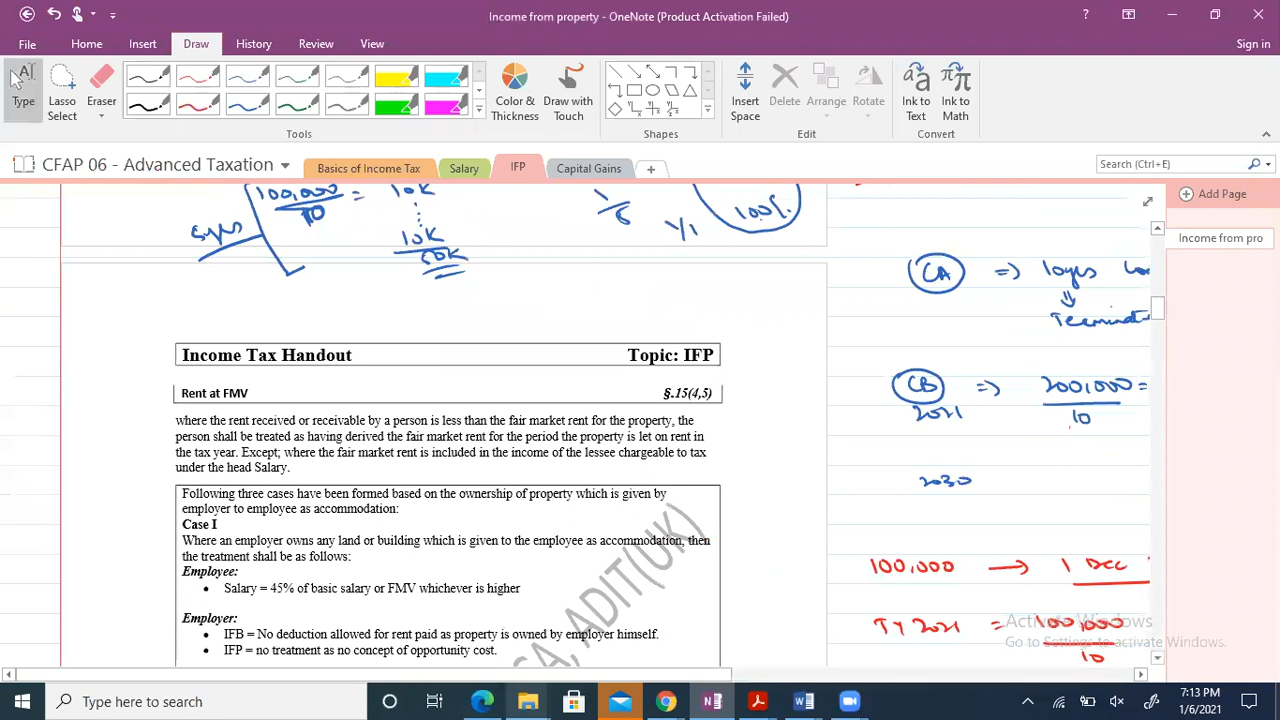 Income from property - OneNote (Product Activation Failed)
?
File
Home
Insert
Draw
History
Review
View
Sign in
Type
Lasso Select
Eraser
Color & Thickness
Draw with Touch
Insert Space
Delete
Arrange
Rotate
Ink to Text
Ink to Math
Tools
Shapes
Edit
Convert
CFAP 06 - Advanced Taxation
Basics of Income Tax
Salary
IFP
Capital Gains
Search (Ctrl+E)
Add Page
Income from pro
100,000 = 10K
10
10K
50K
1/1
100%
CA => 10yrs
Terminat
CB => 200,000 =
2021 10
2030
100,000 → 1 Dec
TY 2021 = 100,000
10
Income Tax Handout Topic: IFP
Rent at FMV §.15(4,5)
where the rent received or receivable by a person is less than the fair market rent for the property, the
person shall be treated as having derived the fair market rent for the period the property is let on rent in
the tax year. Except; where the fair market rent is included in the income of the lessee chargeable to tax
under the head Salary.
Following three cases have been formed based on the ownership of property which is given by
employer to employee as accommodation:
Case I
Where an employer owns any land or building which is given to the employee as accommodation, then
the treatment shall be as follows:
Employee:
• Salary = 45% of basic salary or FMV whichever is higher
Employer:
• IFB = No deduction allowed for rent paid as property is owned by employer himself.
• IFP = no treatment as no concept of opportunity cost.
SA, ADIT(UK)
Activate Windows
Go to Settings to activate Windows.
Type here to search
7:13 PM
1/6/2021